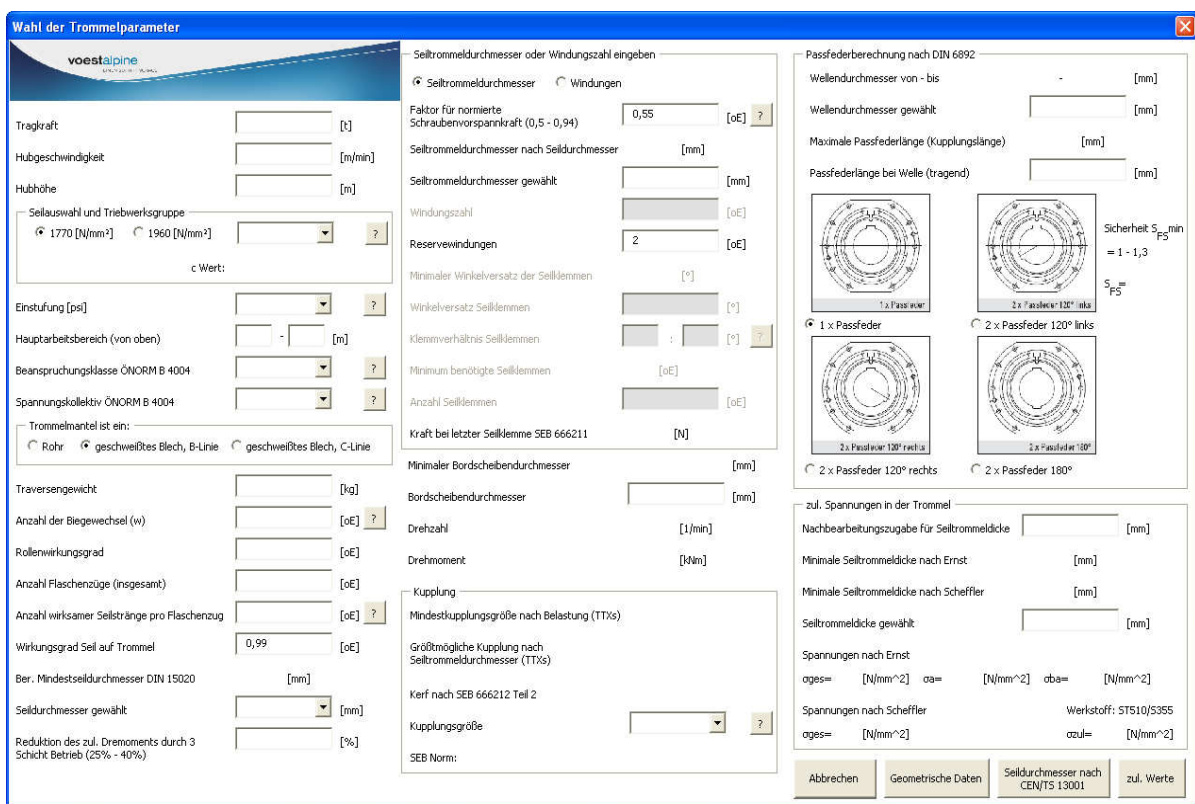 Wahl der Trommelparameter
voestalpine
Tragkraft [t]
Hubgeschwindigkeit [m/min]
Hubhöhe [m]
Seilauswahl und Triebwerksgruppe
1770 [N/mm²] 1960 [N/mm²] ?
c Wert:
Einstufung [psi] ?
Hauptarbeitsbereich (von oben) - [m]
Beanspruchungsklasse ÖNORM B 4004 ?
Spannungskollektiv ÖNORM B 4004 ?
Trommelmantel ist ein:
Rohr geschweißtes Blech, B-Linie geschweißtes Blech, C-Linie
Traversengewicht [kg]
Anzahl der Biegewechsel (w) [oE] ?
Rollenwirkungsgrad [oE]
Anzahl Flaschenzüge (insgesamt) [oE]
Anzahl wirksamer Seilstränge pro Flaschenzug [oE] ?
Wirkungsgrad Seil auf Trommel 0,99 [oE]
Ber. Mindestseildurchmesser DIN 15020 [mm]
Seildurchmesser gewählt [mm]
Reduktion des zul. Dremoments durch 3
Schicht Betrieb (25% - 40%) [%]
Seiltrommeldurchmesser oder Windungszahl eingeben
Seiltrommeldurchmesser Windungen
Faktor für normierte
Schraubenvorspannkraft (0,5 - 0,94) 0,55 [oE] ?
Seiltrommeldurchmesser nach Seildurchmesser [mm]
Seiltrommeldurchmesser gewählt [mm]
Windungszahl [oE]
Reservewindungen 2 [oE]
Minimaler Winkelversatz der Seilklemmen [°]
Winkelversatz Seilklemmen [°]
Klemmverhältnis Seilklemmen : [°] ?
Minimum benötigte Seilklemmen [oE]
Anzahl Seilklemmen [oE]
Kraft bei letzter Seilklemme SEB 666211 [N]
Minimaler Bordscheibendurchmesser [mm]
Bordscheibendurchmesser [mm]
Drehzahl [1/min]
Drehmoment [kNm]
Kupplung
Mindestkupplungsgröße nach Belastung (TTXs)
Größtmögliche Kupplung nach
Seiltrommeldurchmesser (TTXs)
Kerf nach SEB 666212 Teil 2
Kupplungsgröße ?
SEB Norm:
Passfederberechnung nach DIN 6892
Wellendurchmesser von - bis - [mm]
Wellendurchmesser gewählt [mm]
Maximale Passfederlänge (Kupplungslänge) [mm]
Passfederlänge bei Welle (tragend) [mm]
Sicherheit S FS min
= 1 - 1,3
S FS =
1 x Passfeder 2 x Passfeder 120° links
1 x Passfeder 2 x Passfeder 120° links
2 x Passfeder 120° rechts 2 x Passfeder 180°
2 x Passfeder 120° rechts 2 x Passfeder 180°
zul. Spannungen in der Trommel
Nachbearbeitungszugabe für Seiltrommeldicke [mm]
Minimale Seiltrommeldicke nach Ernst [mm]
Minimale Seiltrommeldicke nach Scheffler [mm]
Seiltrommeldicke gewählt [mm]
Spannungen nach Ernst
σges= [N/mm^2] σa= [N/mm^2] σba= [N/mm^2]
Spannungen nach Scheffler Werkstoff: ST510/S355
σges= [N/mm^2] σzul= [N/mm^2]
Abbrechen
Geometrische Daten
Seildurchmesser nach
CEN/TS 13001
zul. Werte